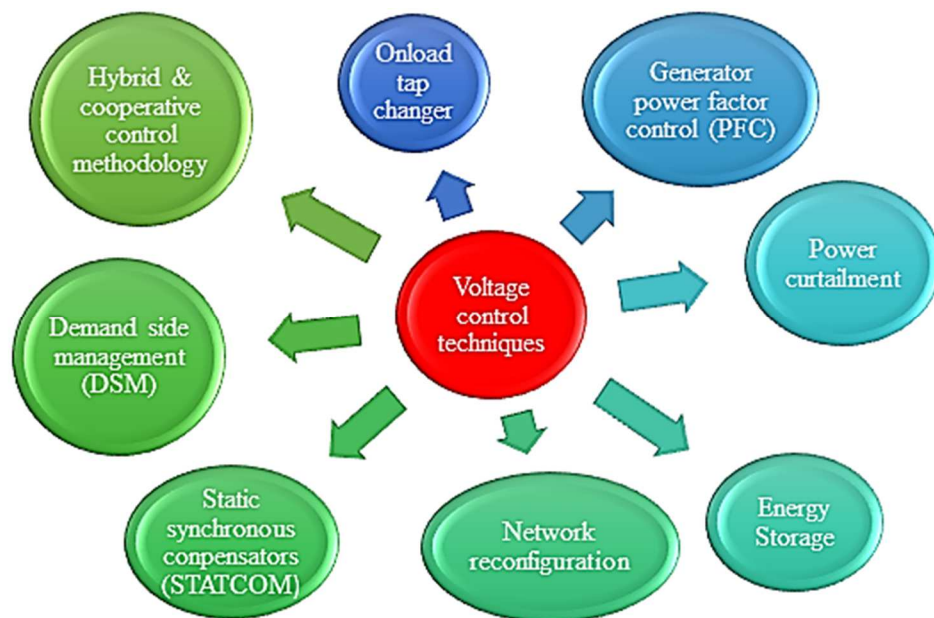 Hybrid &
cooperative
control
methodology
Onload
tap
changer
Generator
power factor
control (PFC)
Power
curtailment
Voltage
control
techniques
Demand side
management
(DSM)
Static
synchronous
conpensators
(STATCOM)
Network
reconfiguration
Energy
Storage